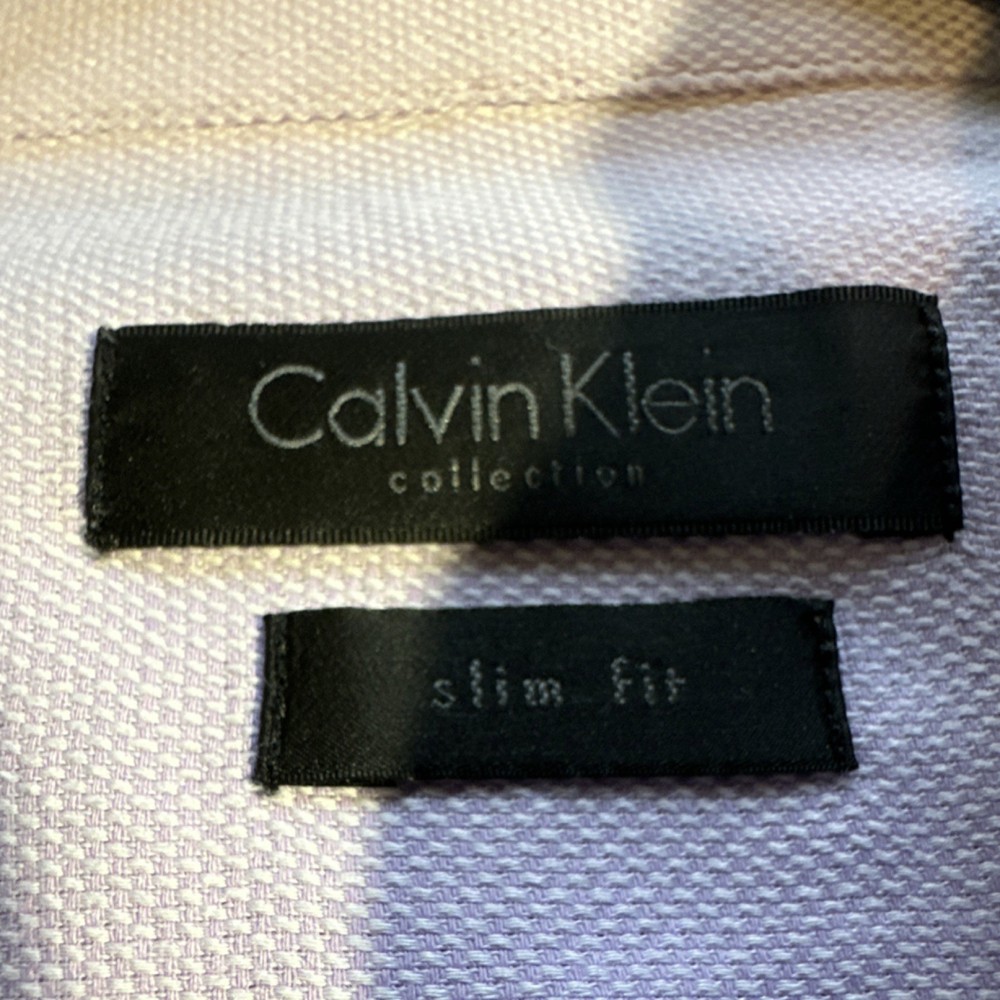 Calvin Klein
collection
slim fit